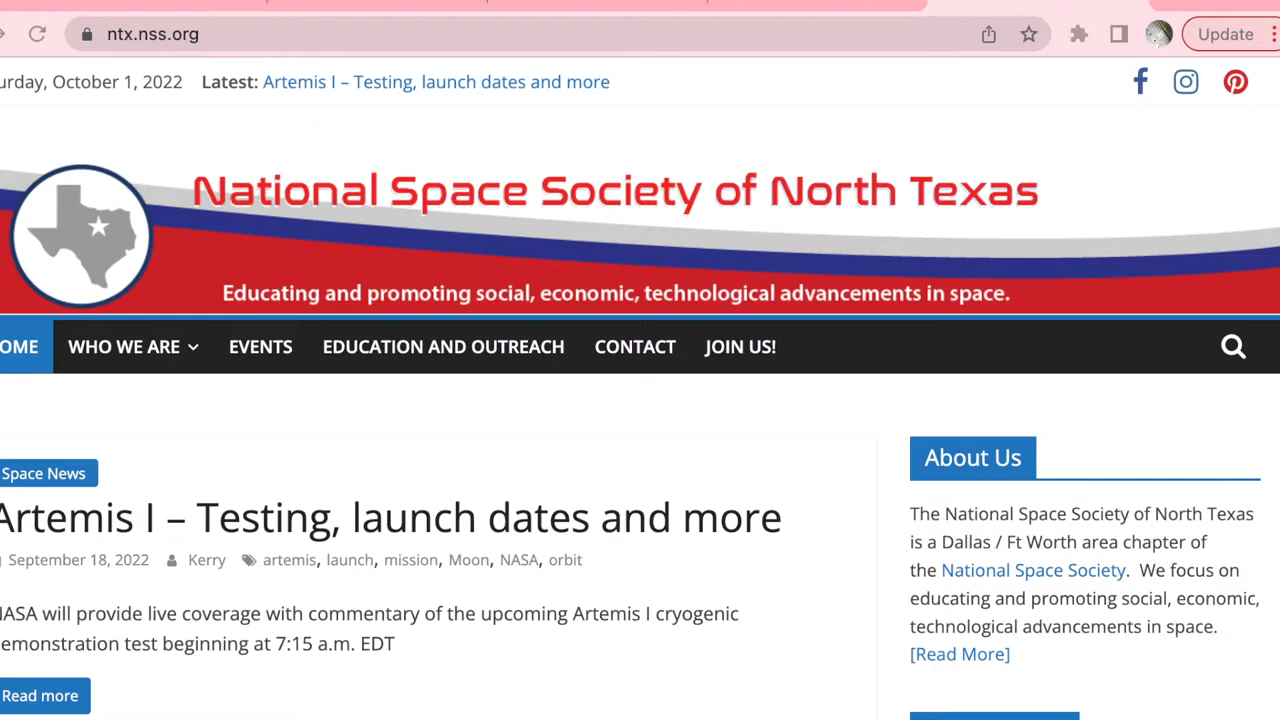 ntx.nss.org
Update
urday, October 1, 2022 Latest: Artemis I – Testing, launch dates and more
National Space Society of North Texas
Educating and promoting social, economic, technological advancements in space.
OME WHO WE ARE EVENTS EDUCATION AND OUTREACH CONTACT JOIN US!
Space News
Artemis I – Testing, launch dates and more
September 18, 2022 Kerry artemis, launch, mission, Moon, NASA, orbit
NASA will provide live coverage with commentary of the upcoming Artemis I cryogenic
emonstration test beginning at 7:15 a.m. EDT
Read more
About Us
The National Space Society of North Texas
is a Dallas / Ft Worth area chapter of
the National Space Society. We focus on
educating and promoting social, economic,
technological advancements in space.
[Read More]